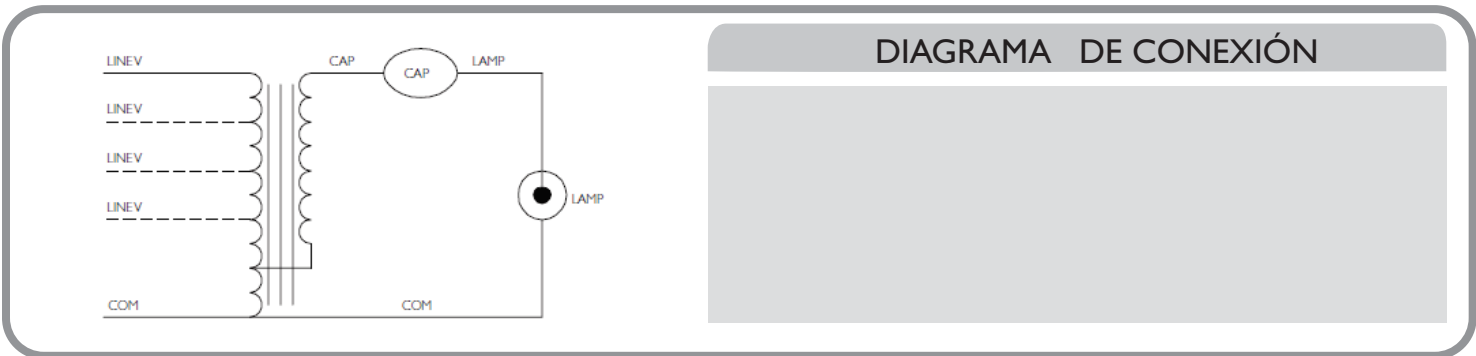 DIAGRAMA DE CONEXIÓN
LINEV
CAP
CAP
LAMP
LINEV
LINEV
LINEV
LAMP
COM
COM